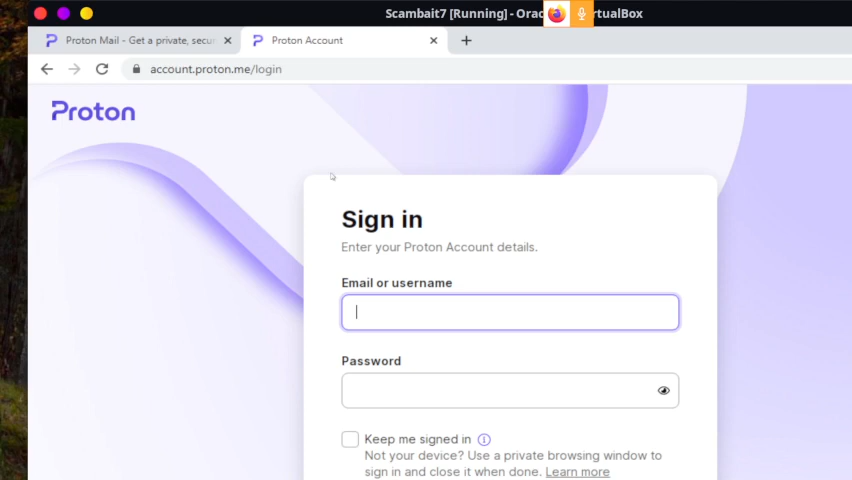 Scambait7 [Running] - Orac rtualBox
Proton Mail - Get a private, secu
Proton Account
account.proton.me/login
Proton
Sign in
Enter your Proton Account details.
Email or username
Password
Keep me signed in
Not your device? Use a private browsing window to
sign in and close it when done. Learn more